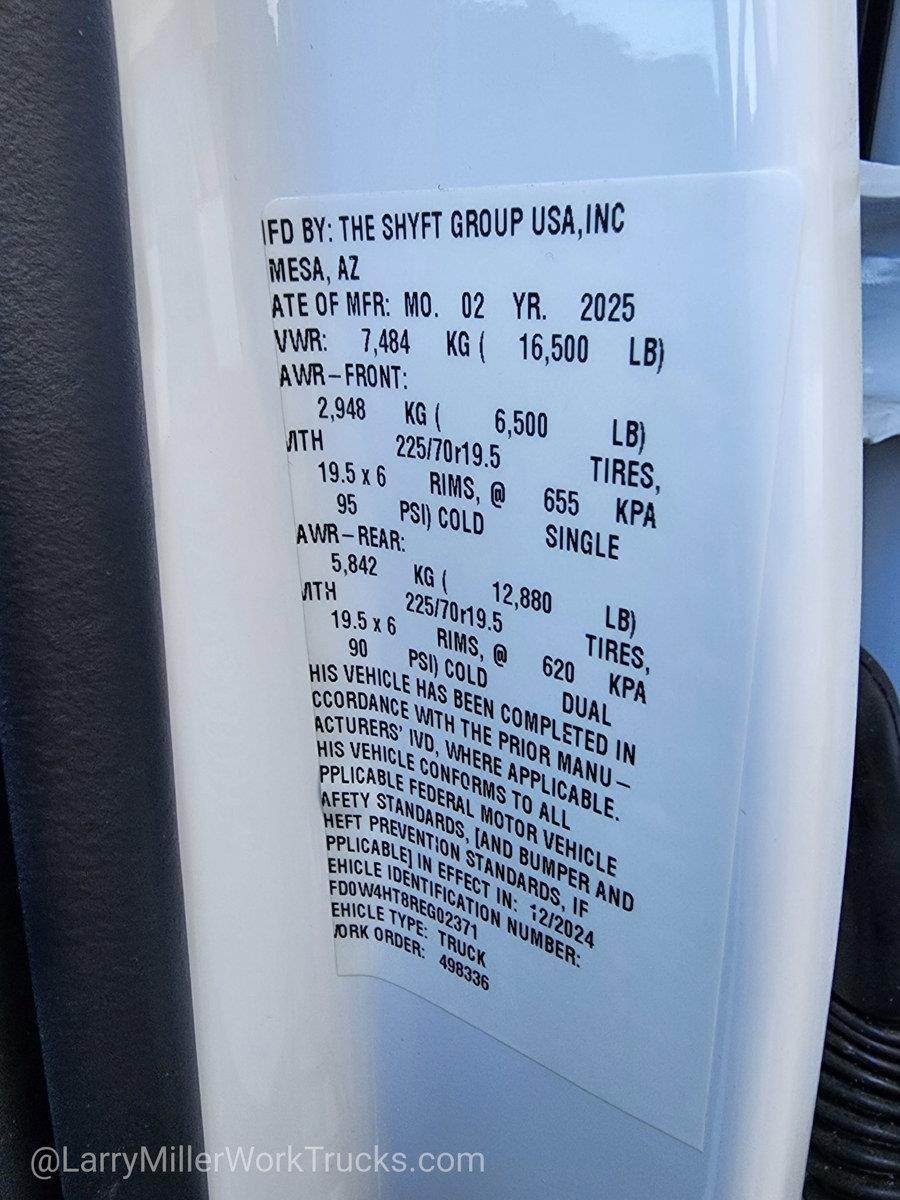 IFD BY: THE SHYFT GROUP USA,INC
MESA, AZ
ATE OF MFR: MO. 02 YR. 2025
VWR: 7,484 KG ( 16,500 LB)
AWR-FRONT:
2,948 KG ( 6,500 LB)
ITH 225/70r19.5 TIRES,
19.5 x 6 RIMS, @ 655 KPA
95 PSI) COLD SINGLE
AWR-REAR:
5,842 KG ( 12,880 LB)
ITH 225/70r19.5 TIRES,
19.5 x 6 RIMS, @ 620 KPA
90 PSI) COLD DUAL
HIS VEHICLE HAS BEEN COMPLETED IN
CCORDANCE WITH THE PRIOR MANU-
ACTURERS' IVD, WHERE APPLICABLE.
HIS VEHICLE CONFORMS TO ALL
PPLICABLE FEDERAL MOTOR VEHICLE
AFETY STANDARDS, [AND BUMPER AND
HEFT PREVENTION STANDARDS, IF
PPLICABLE] IN EFFECT IN: 12/2024
EHICLE IDENTIFICATION NUMBER:
FD0W4HT8REG02371
EHICLE TYPE: TRUCK
ORK ORDER: 498336
@LarryMillerWorkTrucks.com